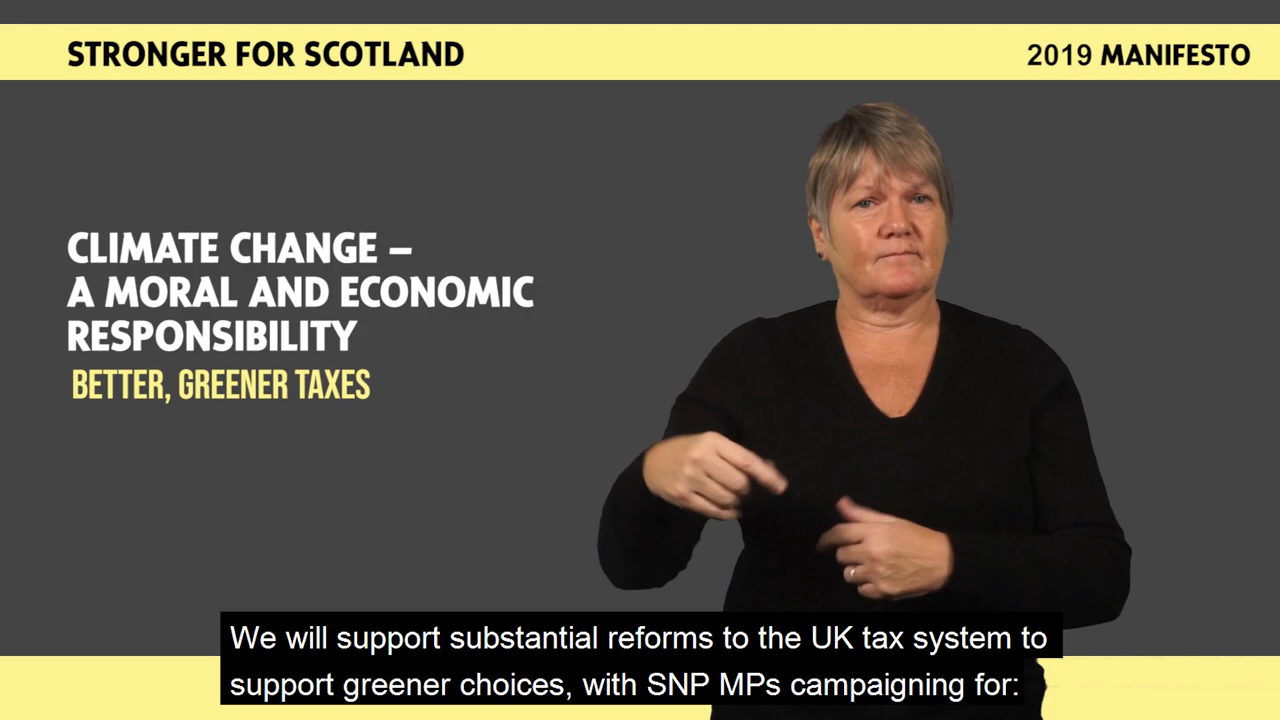 STRONGER FOR SCOTLAND
2019 MANIFESTO
CLIMATE CHANGE –
A MORAL AND ECONOMIC
RESPONSIBILITY
BETTER, GREENER TAXES
We will support substantial reforms to the UK tax system to
support greener choices, with SNP MPs campaigning for: